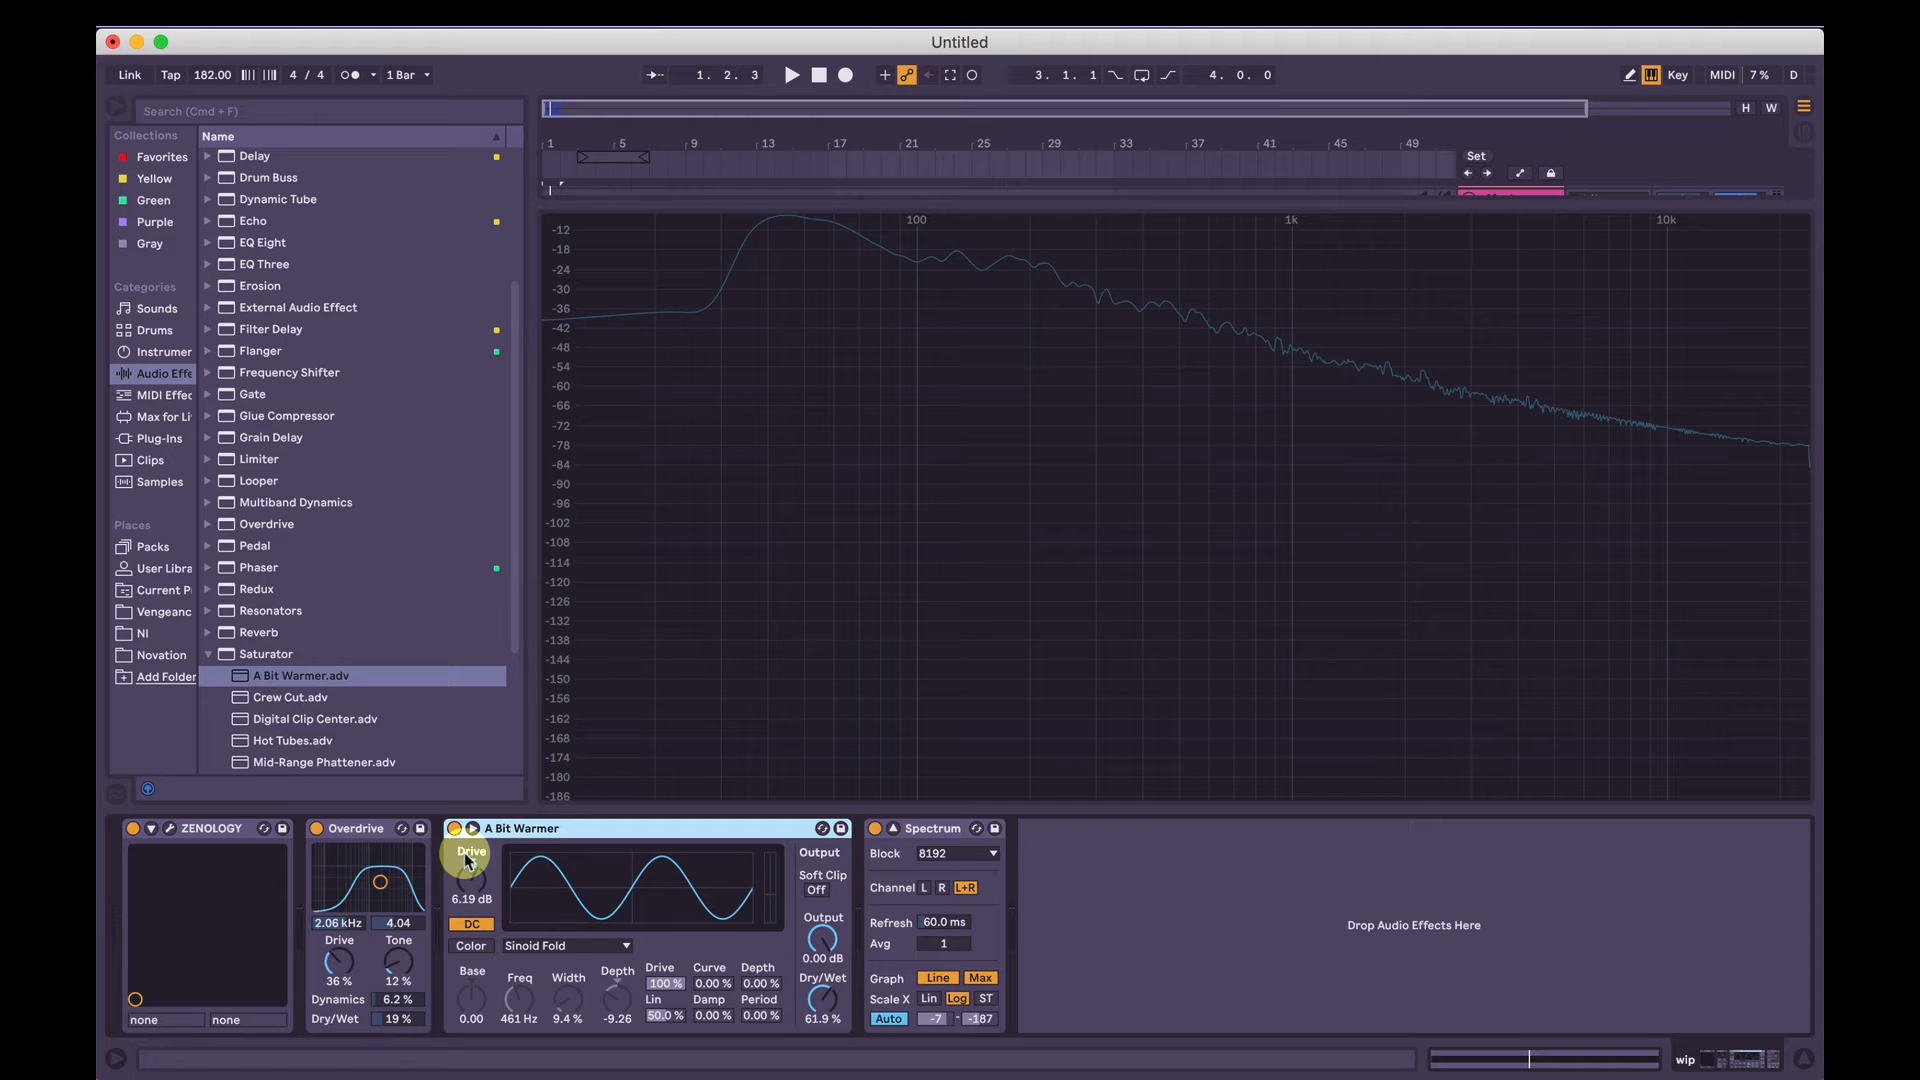 Untitled
Link Tap 182.00 4 / 4 1 Bar 1. 2. 3 3. 1. 1 4. 0. 0 Key MIDI 7 % D
Search (Cmd + F)
H W
Collections
Favorites
Yellow
Green
Purple
Gray
Categories
Sounds
Drums
Instrumer
Audio Effe
MIDI Effec
Max for Li
Plug-Ins
Clips
Samples
Places
Packs
User Libra
Current P
Vengeanc
NI
Novation
Add Folder
Name
Delay
Drum Buss
Dynamic Tube
Echo
EQ Eight
EQ Three
Erosion
External Audio Effect
Filter Delay
Flanger
Frequency Shifter
Gate
Glue Compressor
Grain Delay
Limiter
Looper
Multiband Dynamics
Overdrive
Pedal
Phaser
Redux
Resonators
Reverb
Saturator
A Bit Warmer.adv
Crew Cut.adv
Digital Clip Center.adv
Hot Tubes.adv
Mid-Range Phattener.adv
1 5 9 13 17 21 25 29 33 37 41 45 49
Set
100 1k 10k
-12
-18
-24
-30
-36
-42
-48
-54
-60
-66
-72
-78
-84
-90
-96
-102
-108
-114
-120
-126
-132
-138
-144
-150
-156
-162
-168
-174
-180
-186
ZENOLOGY
none none
Overdrive
2.06 kHz 4.04
Drive Tone
36 % 12 %
Dynamics 6.2 %
Dry/Wet 19 %
A Bit Warmer
Drive
6.19 dB
DC
Color Sinoid Fold
Base Freq Width Depth
0.00 461 Hz 9.4 % -9.26
Drive Curve Depth
100 % 0.00 % 0.00 %
Lin Damp Period
50.0 % 0.00 % 0.00 %
Output
Soft Clip
Off
Output
0.00 dB
Dry/Wet
61.9 %
Spectrum
Block 8192
Channel L R L+R
Refresh 60.0 ms
Avg 1
Graph Line Max
Scale X Lin Log ST
Auto -7 - -187
Drop Audio Effects Here
wip